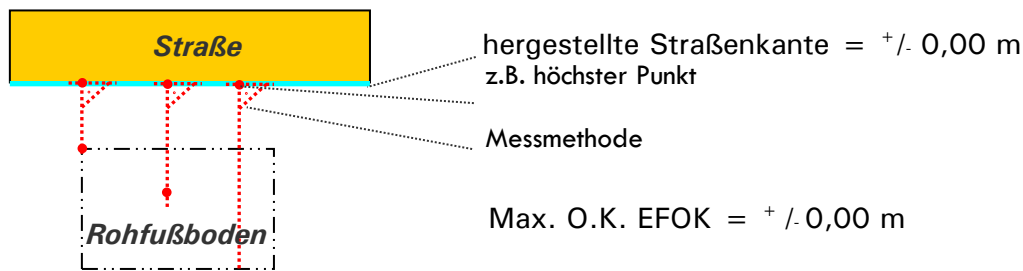 Straße
hergestellte Straßenkante = +/- 0,00 m
z.B. höchster Punkt
Messmethode
Rohfußboden
Max. O.K. EFOK = + /- 0,00 m